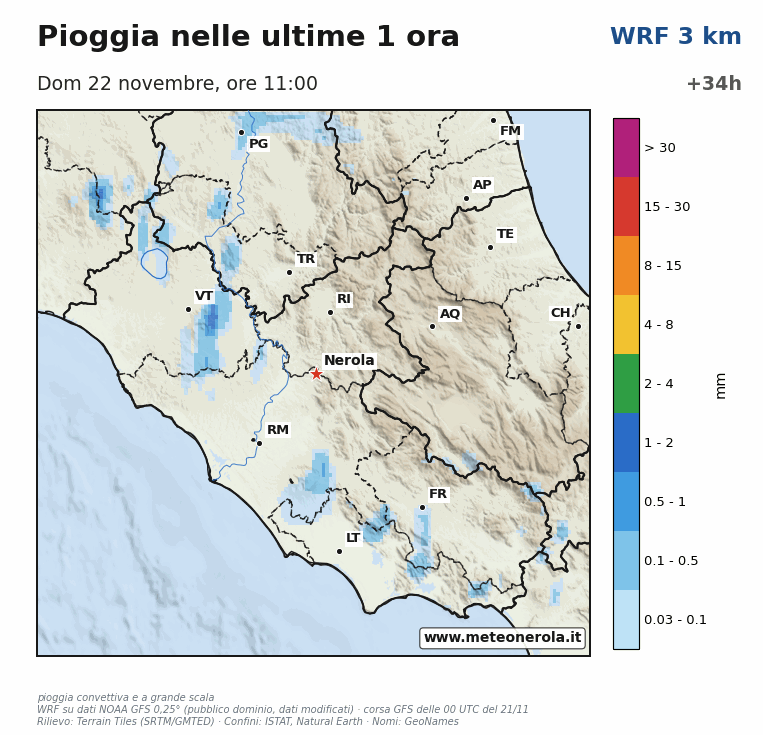 Pioggia nelle ultime 1 ora
WRF 3 km
Dom 22 novembre, ore 11:00
+34h
PG
FM
AP
TE
TR
VT
RI
AQ
CH
Nerola
RM
FR
LT
www.meteonerola.it
> 30
15 - 30
8 - 15
4 - 8
2 - 4
1 - 2
0.5 - 1
0.1 - 0.5
0.03 - 0.1
mm
pioggia convettiva e a grande scala
WRF su dati NOAA GFS 0,25° (pubblico dominio, dati modificati) · corsa GFS delle 00 UTC del 21/11
Rilievo: Terrain Tiles (SRTM/GMTED) · Confini: ISTAT, Natural Earth · Nomi: GeoNames